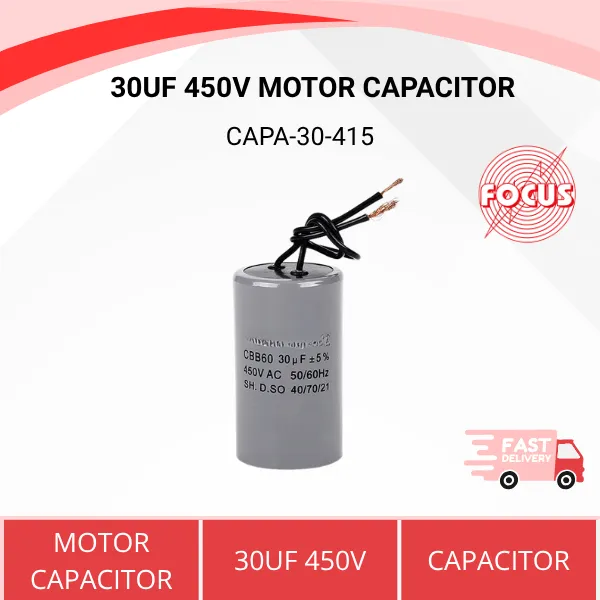 30UF 450V MOTOR CAPACITOR
CAPA-30-415
FOCUS
CBB60 30µF ±5%
450V AC 50/60Hz
SH. D.SO 40/70/21
FAST
DELIVERY
MOTOR
CAPACITOR
30UF 450V
CAPACITOR